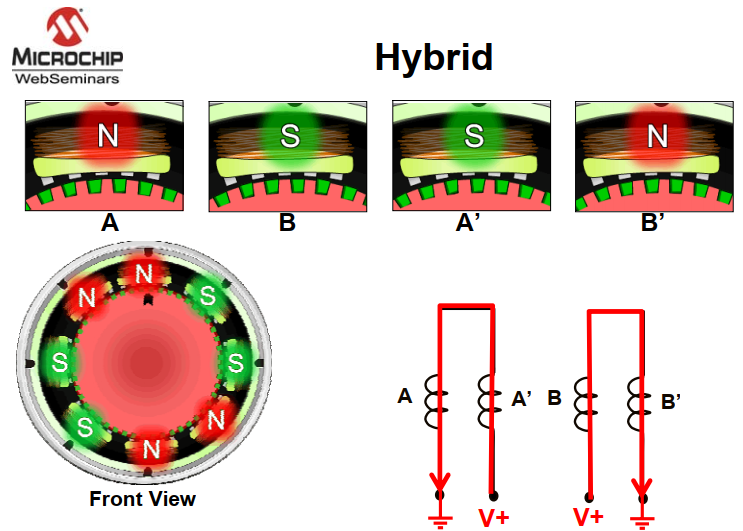 MICROCHIP
WebSeminars
Hybrid
N
S
S
N
A
B
A’
B’
N
N
S
S
S
S
N
N
A
A’
B
B’
V+
V+
Front View